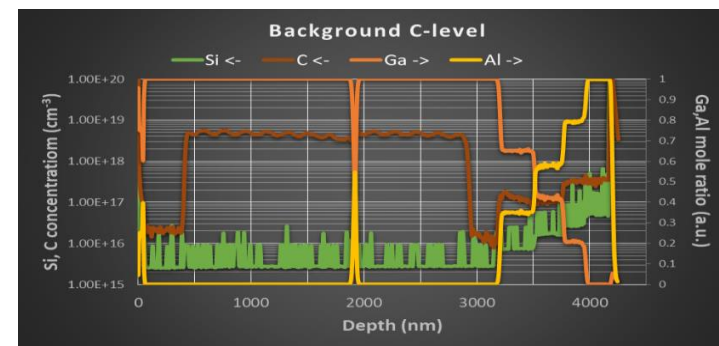 Background C-level
Si <- C <- Ga -> Al ->
1.00E+20
1.00E+19
1.00E+18
1.00E+17
1.00E+16
1.00E+15
Si, C concentratiom (cm-3)
1
0.9
0.8
0.7
0.6
0.5
0.4
0.3
0.2
0.1
0
Ga,Al mole ratio (a.u.)
0 1000 2000 3000 4000
Depth (nm)